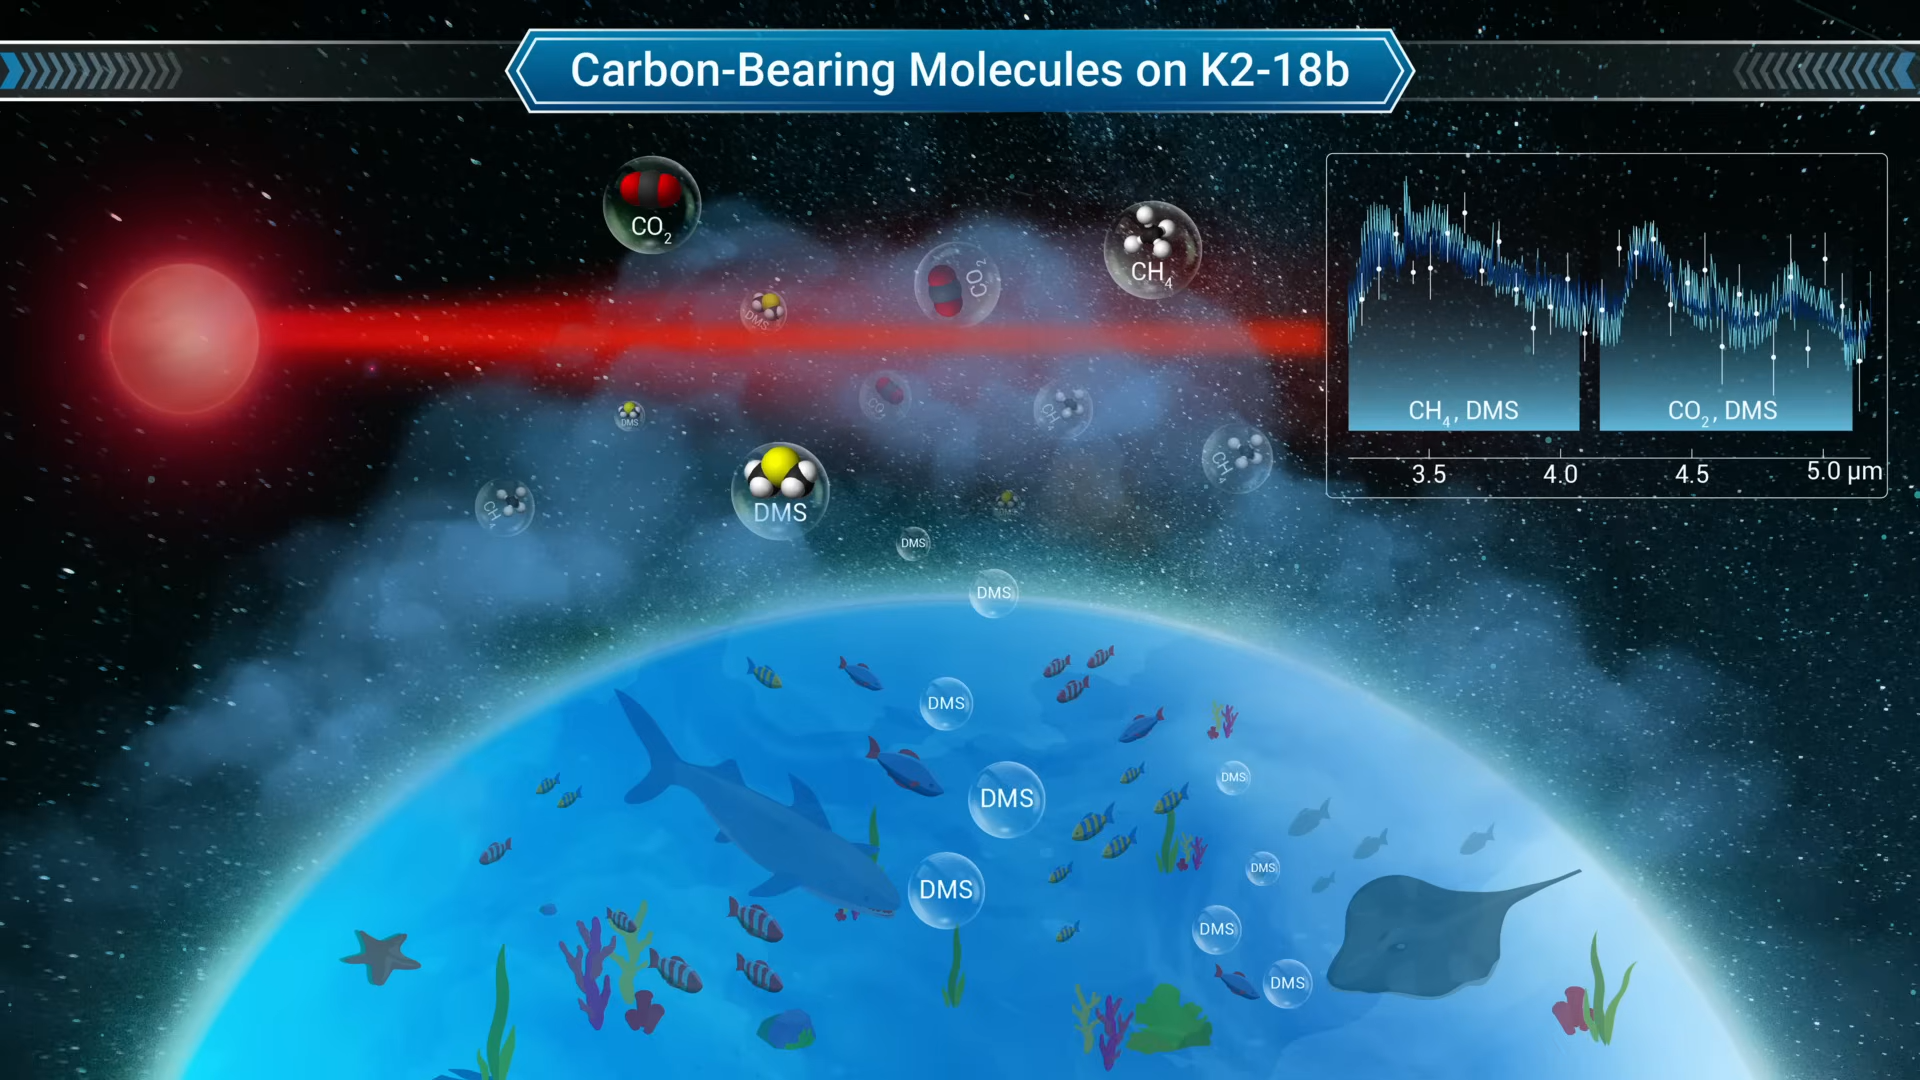 Carbon-Bearing Molecules on K2-18b
CO2
CH4
CO2
DMS
CO2
CH4
DMS
CH4
CH
DMS
DMS
DMS
DMS
DMS
DMS
DMS
DMS
DMS
DMS
CH4, DMS
CO2, DMS
3.5
4.0
4.5
5.0 μm